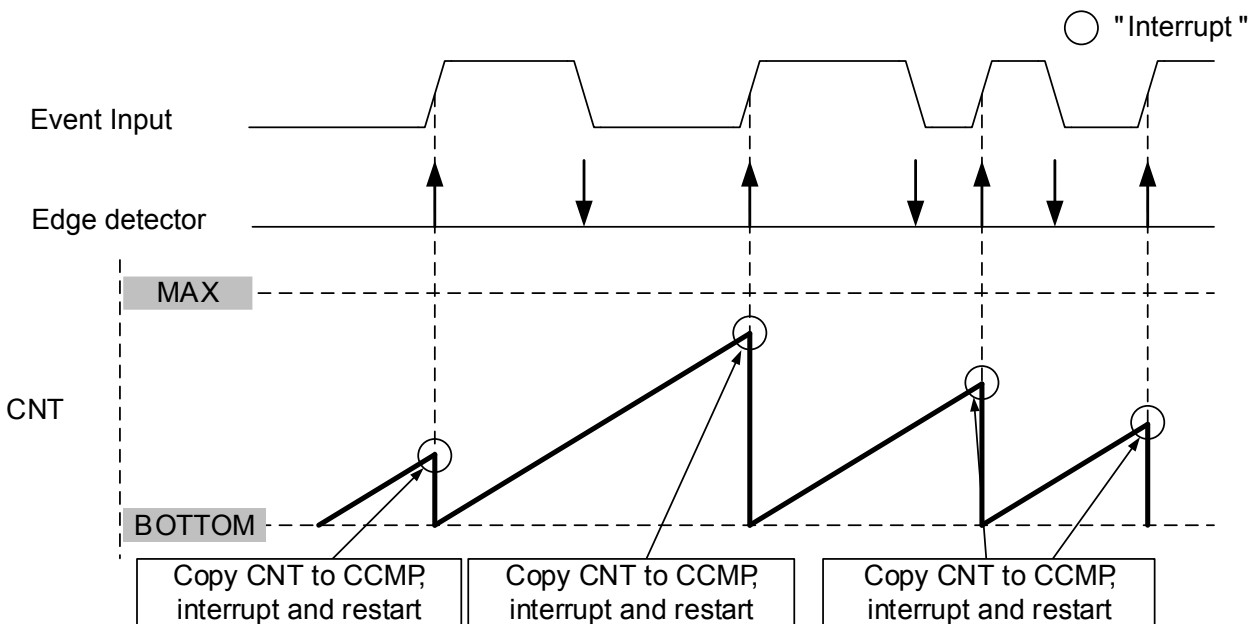 "Interrupt"
Event Input
Edge detector
MAX
CNT
BOTTOM
Copy CNT to CCMP,
interrupt and restart
Copy CNT to CCMP,
interrupt and restart
Copy CNT to CCMP,
interrupt and restart